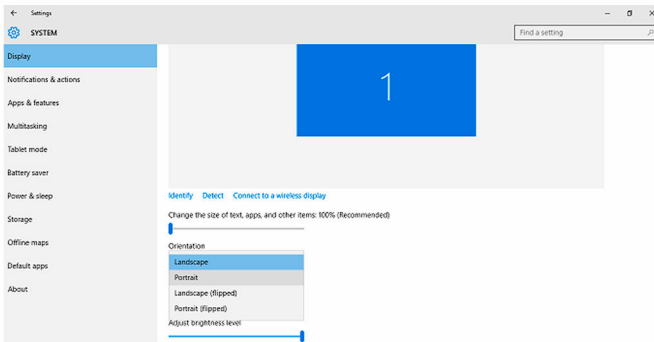 Settings
SYSTEM
Find a setting
Display
Notifications & actions
Apps & features
Multitasking
Tablet mode
Battery saver
Power & sleep
Storage
Offline maps
Default apps
About
1
Identify Detect Connect to a wireless display
Change the size of text, apps, and other items: 100% (Recommended)
Orientation
Landscape
Portrait
Landscape (flipped)
Portrait (flipped)
Adjust brightness level